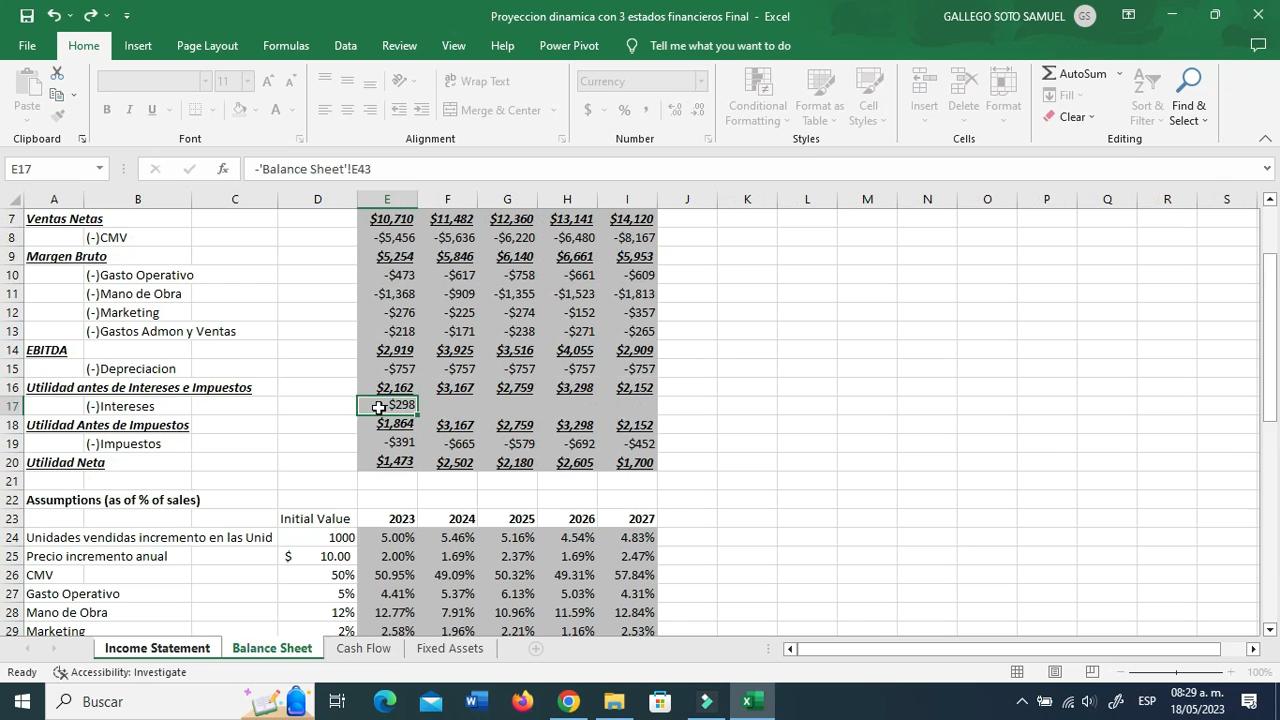 Proyeccion dinamica con 3 estados financieros Final - Excel
GALLEGO SOTO SAMUEL GS
File Home Insert Page Layout Formulas Data Review View Help Power Pivot Tell me what you want to do
Paste
11 A A
Wrap Text
Currency
Conditional Formatting
Format as Table
Cell Styles
Insert Delete Format
AutoSum
Sort & Filter
Find & Select
B I U A
Merge & Center
$ %
Fill
Clear
Clipboard Font Alignment Number Styles Cells Editing
E17 fx -'Balance Sheet'!E43
A B C D E F G H I J K L M N O P Q R S
7 Ventas Netas $10,710 $11,482 $12,360 $13,141 $14,120
8 (-)CMV -$5,456 -$5,636 -$6,220 -$6,480 -$8,167
9 Margen Bruto $5,254 $5,846 $6,140 $6,661 $5,953
10 (-)Gasto Operativo -$473 -$617 -$758 -$661 -$609
11 (-)Mano de Obra -$1,368 -$909 -$1,355 -$1,523 -$1,813
12 (-)Marketing -$276 -$225 -$274 -$152 -$357
13 (-)Gastos Admon y Ventas -$218 -$171 -$238 -$271 -$265
14 EBITDA $2,919 $3,925 $3,516 $4,055 $2,909
15 (-)Depreciacion -$757 -$757 -$757 -$757 -$757
16 Utilidad antes de Intereses e Impuestos $2,162 $3,167 $2,759 $3,298 $2,152
17 (-)Intereses -$298
18 Utilidad Antes de Impuestos $1,864 $3,167 $2,759 $3,298 $2,152
19 (-)Impuestos -$391 -$665 -$579 -$692 -$452
20 Utilidad Neta $1,473 $2,502 $2,180 $2,605 $1,700
21
22 Assumptions (as of % of sales)
23 Initial Value 2023 2024 2025 2026 2027
24 Unidades vendidas incremento en las Unid 1000 5.00% 5.46% 5.16% 4.54% 4.83%
25 Precio incremento anual $ 10.00 2.00% 1.69% 2.37% 1.69% 2.47%
26 CMV 50% 50.95% 49.09% 50.32% 49.31% 57.84%
27 Gasto Operativo 5% 4.41% 5.37% 6.13% 5.03% 4.31%
28 Mano de Obra 12% 12.77% 7.91% 10.96% 11.59% 12.84%
29 Marketing 2% 2.58% 1.96% 2.21% 1.16% 2.53%
Income Statement Balance Sheet Cash Flow Fixed Assets
Ready Accessibility: Investigate 100%
Buscar
ESP
08:29 a. m.
18/05/2023